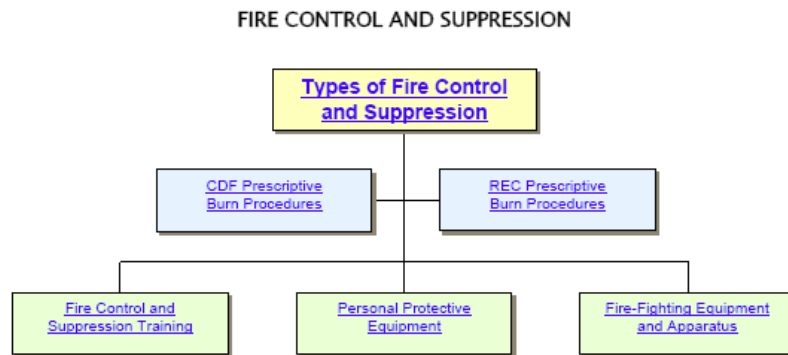 FIRE CONTROL AND SUPPRESSION
Types of Fire Control
and Suppression
CDF Prescriptive
Burn Procedures
REC Prescriptive
Burn Procedures
Fire Control and
Suppression Training
Personal Protective
Equipment
Fire-Fighting Equipment
and Apparatus